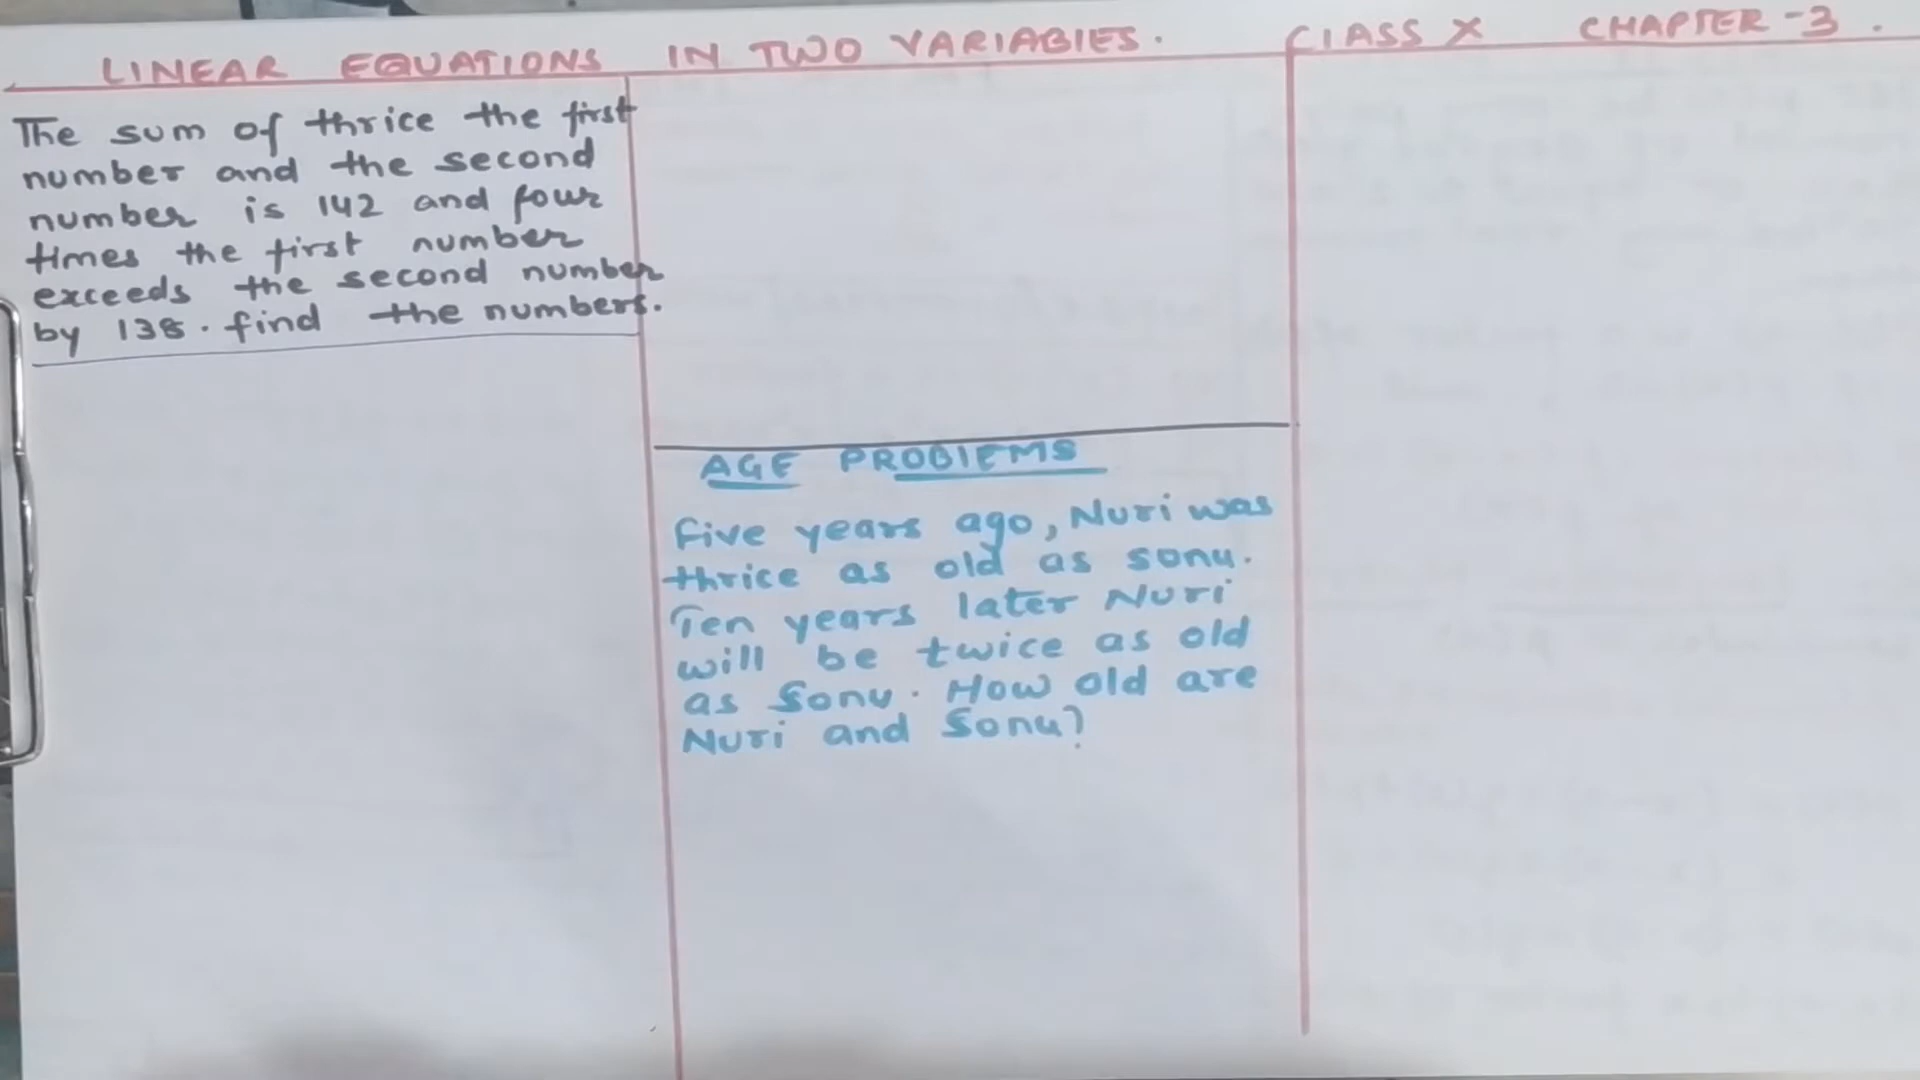 LINEAR EQUATIONS IN TWO VARIABLES. CLASS X CHAPTER-3.
The sum of thrice the first
number and the second
number is 142 and four
times the first number
exceeds the second number
by 138. find the numbers.
AGE PROBLEMS
Five years ago, Nuri was
thrice as old as sonu.
Ten years later Nuri
will be twice as old
as Sonu. How old are
Nuri and Sonu?